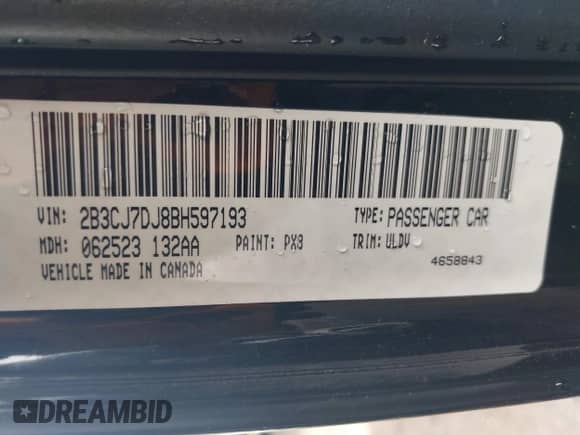 VIN: 2B3CJ7DJ8BH597193 TYPE: PASSENGER CAR
MDH: 062523 132AA PAINT: PX8 TRIM: ULDV
VEHICLE MADE IN CANADA 4658843
DREAMBID